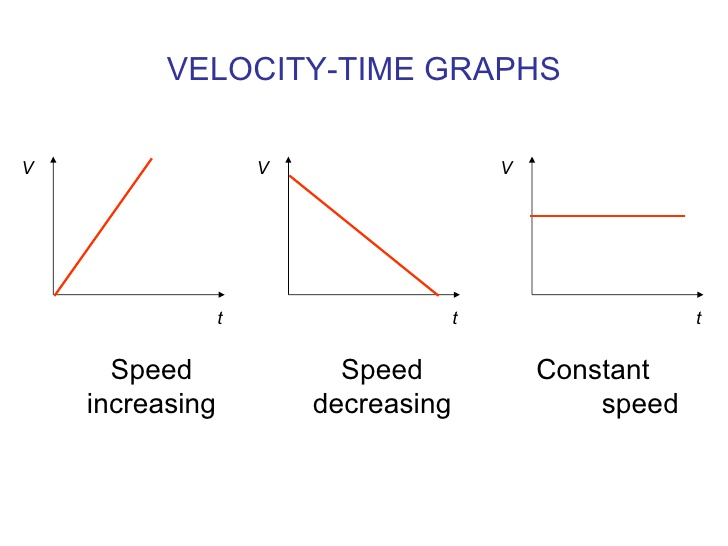 VELOCITY-TIME GRAPHS
V
V
V
t
t
t
Speed
increasing
Speed
decreasing
Constant
speed